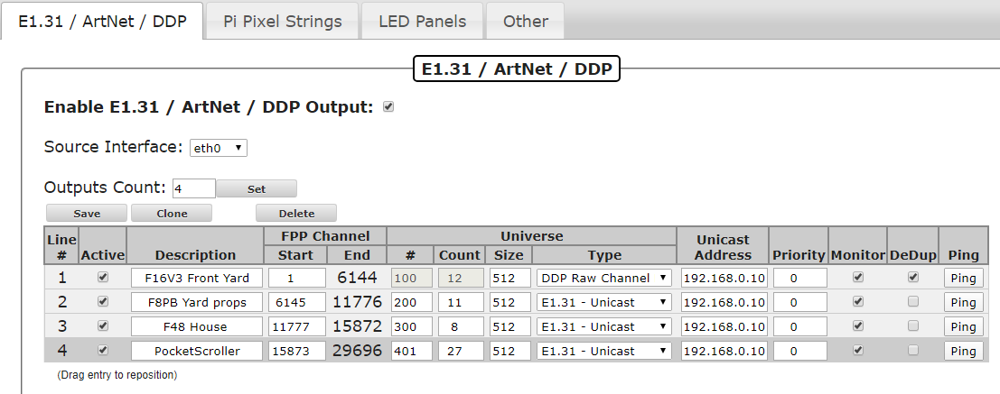 E1.31 / ArtNet / DDP Pi Pixel Strings LED Panels Other
E1.31 / ArtNet / DDP
Enable E1.31 / ArtNet / DDP Output:
Source Interface: eth0
Outputs Count: 4 Set
Save Clone Delete
Line # Active Description FPP Channel Start End Universe # Count Size Type Unicast Address Priority Monitor DeDup Ping
1 F16V3 Front Yard 1 6144 100 12 512 DDP Raw Channel 192.168.0.10 0 Ping
2 F8PB Yard props 6145 11776 200 11 512 E1.31 - Unicast 192.168.0.10 0 Ping
3 F48 House 11777 15872 300 8 512 E1.31 - Unicast 192.168.0.10 0 Ping
4 PocketScroller 15873 29696 401 27 512 E1.31 - Unicast 192.168.0.10 0 Ping
(Drag entry to reposition)